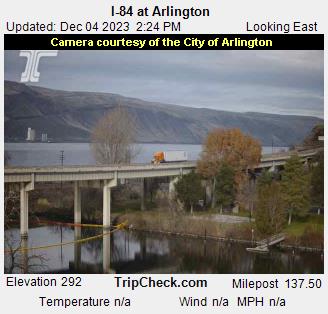 I-84 at Arlington
Updated: Dec 04 2023 2:24 PM Looking East
Camera courtesy of the City of Arlington
Elevation 292 TripCheck.com Milepost 137.50
Temperature n/a Wind n/a MPH n/a